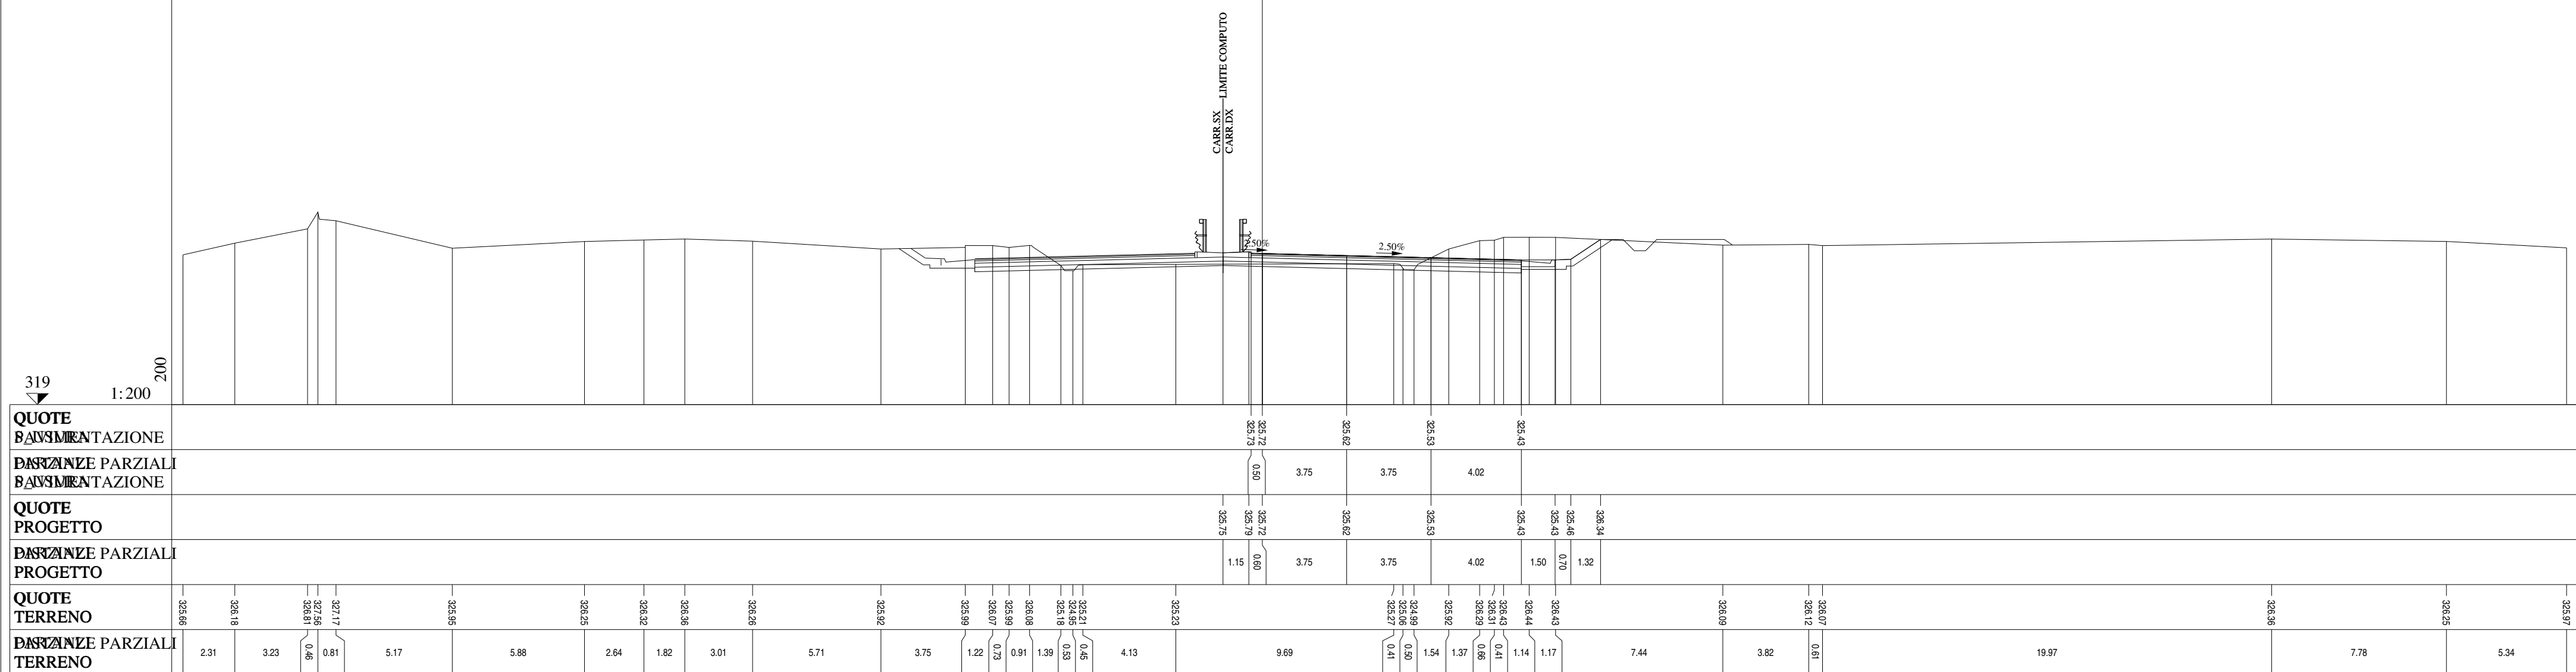 LIMITE COMPUTO
CARR.SX
CARR.DX
2.50%
2.50%
200
319
1:200
QUOTE
325.73 325.72 325.62 325.53 325.43
DISTANZE PARZIALI
0.50 3.75 3.75 4.02
QUOTE
PROGETTO
325.75 325.79 325.72 325.62 325.53 325.43 325.43 325.46 326.34
DISTANZE PARZIALI
PROGETTO
1.15 0.60 3.75 3.75 4.02 1.50 0.70 1.32
QUOTE
TERRENO
325.66 326.18 326.81 327.56 327.17 325.95 326.25 326.32 326.36 326.26 325.92 325.99 326.07 325.99 326.08 325.18 324.95 325.21 325.23 325.27 325.06 324.99 325.92 326.29 326.31 326.43 326.44 326.43 326.09 326.12 326.07 326.36 326.25 325.97
DISTANZE PARZIALI
TERRENO
2.31 3.23 0.46 0.81 5.17 5.88 2.64 1.82 3.01 5.71 3.75 1.22 0.73 0.91 1.39 0.53 0.45 4.13 9.69 0.41 0.50 1.54 1.37 0.66 0.41 1.14 1.17 7.44 3.82 0.61 19.97 7.78 5.34